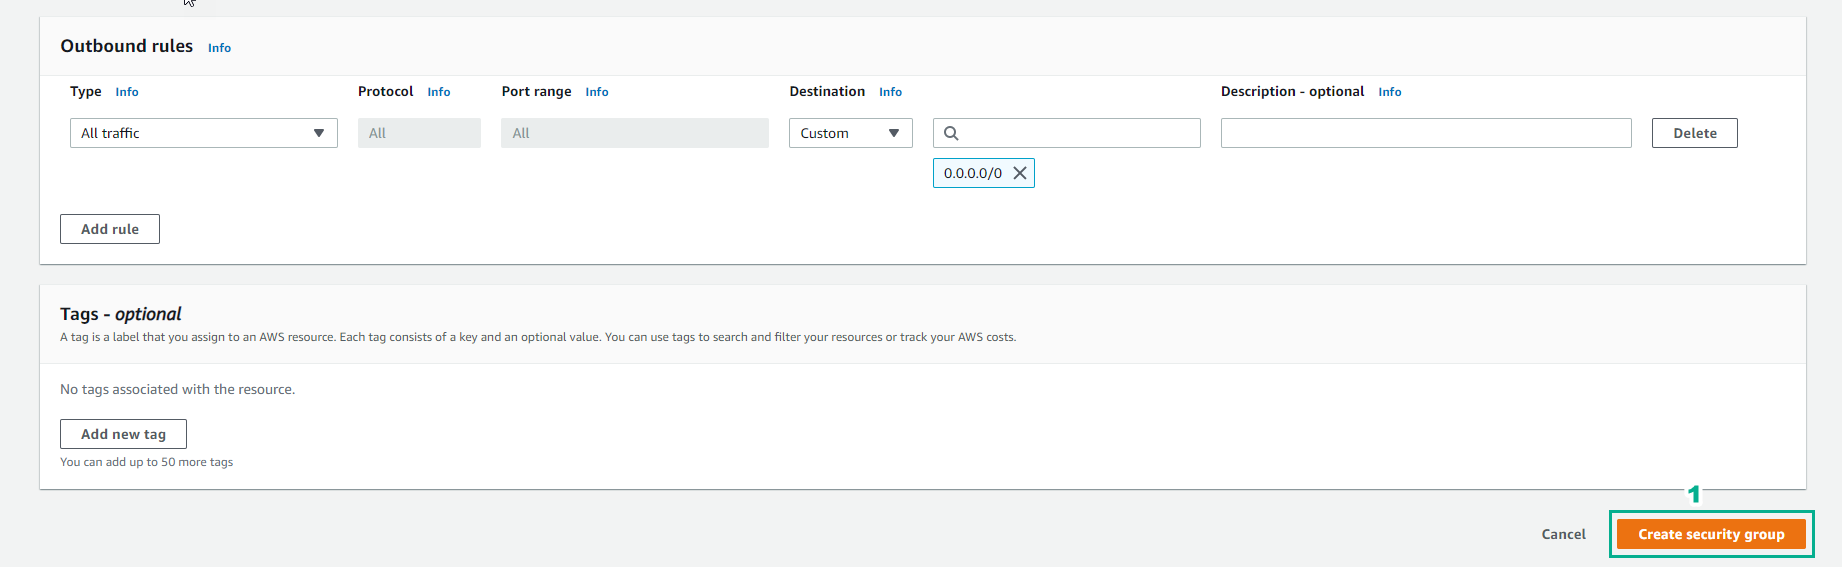 Outbound rules Info
Type Info Protocol Info Port range Info Destination Info Description - optional Info
All traffic All All Custom Delete
0.0.0.0/0
Add rule
Tags - optional
A tag is a label that you assign to an AWS resource. Each tag consists of a key and an optional value. You can use tags to search and filter your resources or track your AWS costs.
No tags associated with the resource.
Add new tag
You can add up to 50 more tags
1
Cancel Create security group